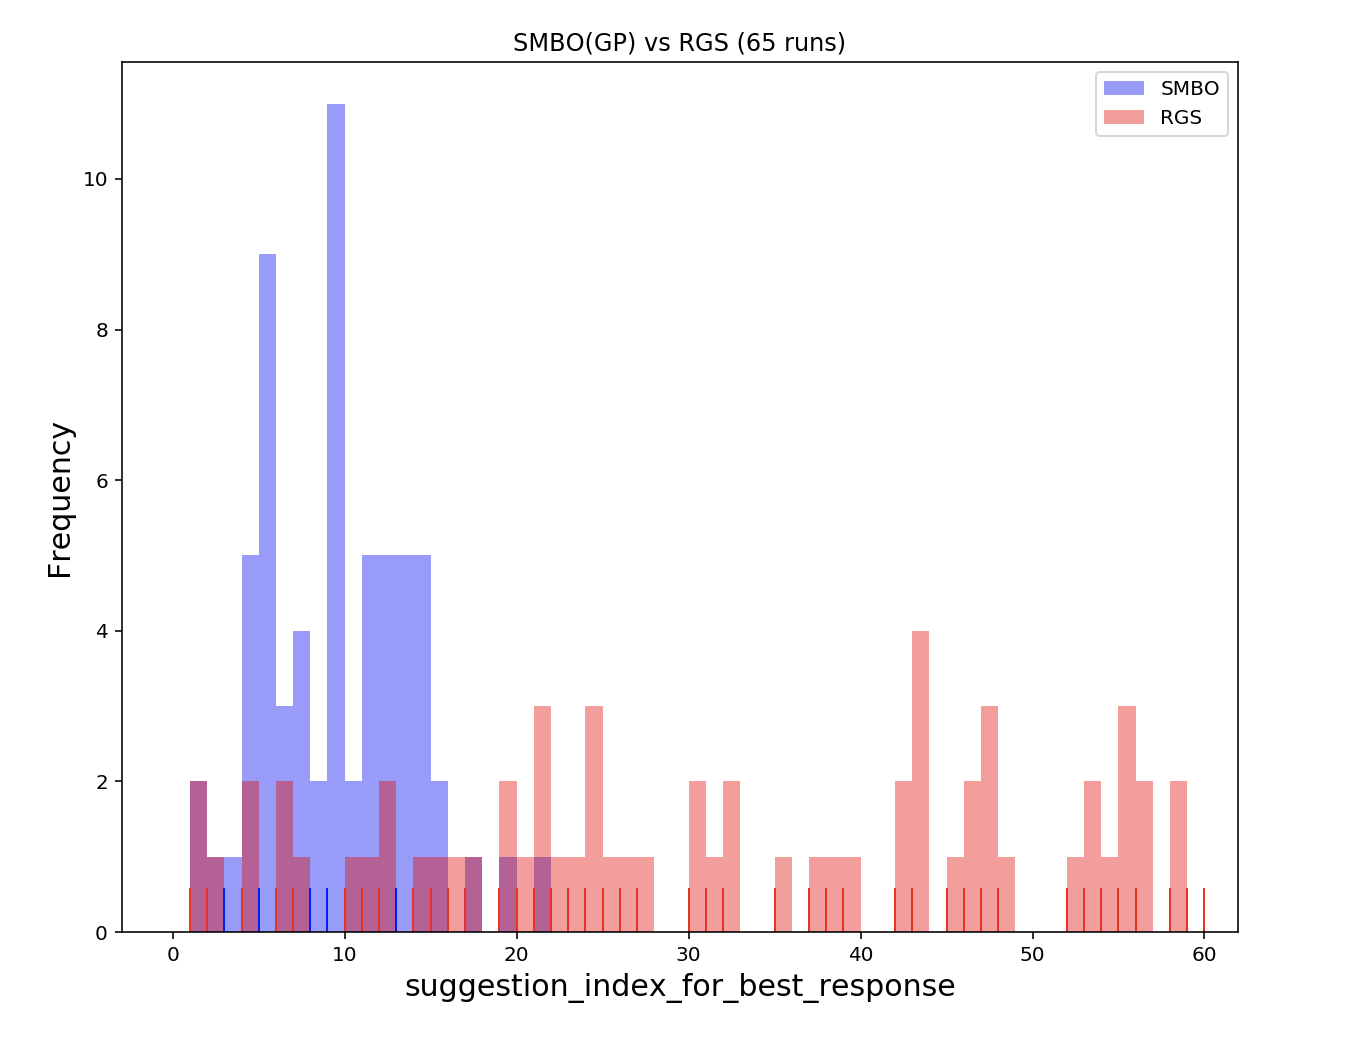 SMBO(GP) vs RGS (65 runs)
SMBO
RGS
10
8
6
4
2
0
Frequency
0 10 20 30 40 50 60
suggestion_index_for_best_response